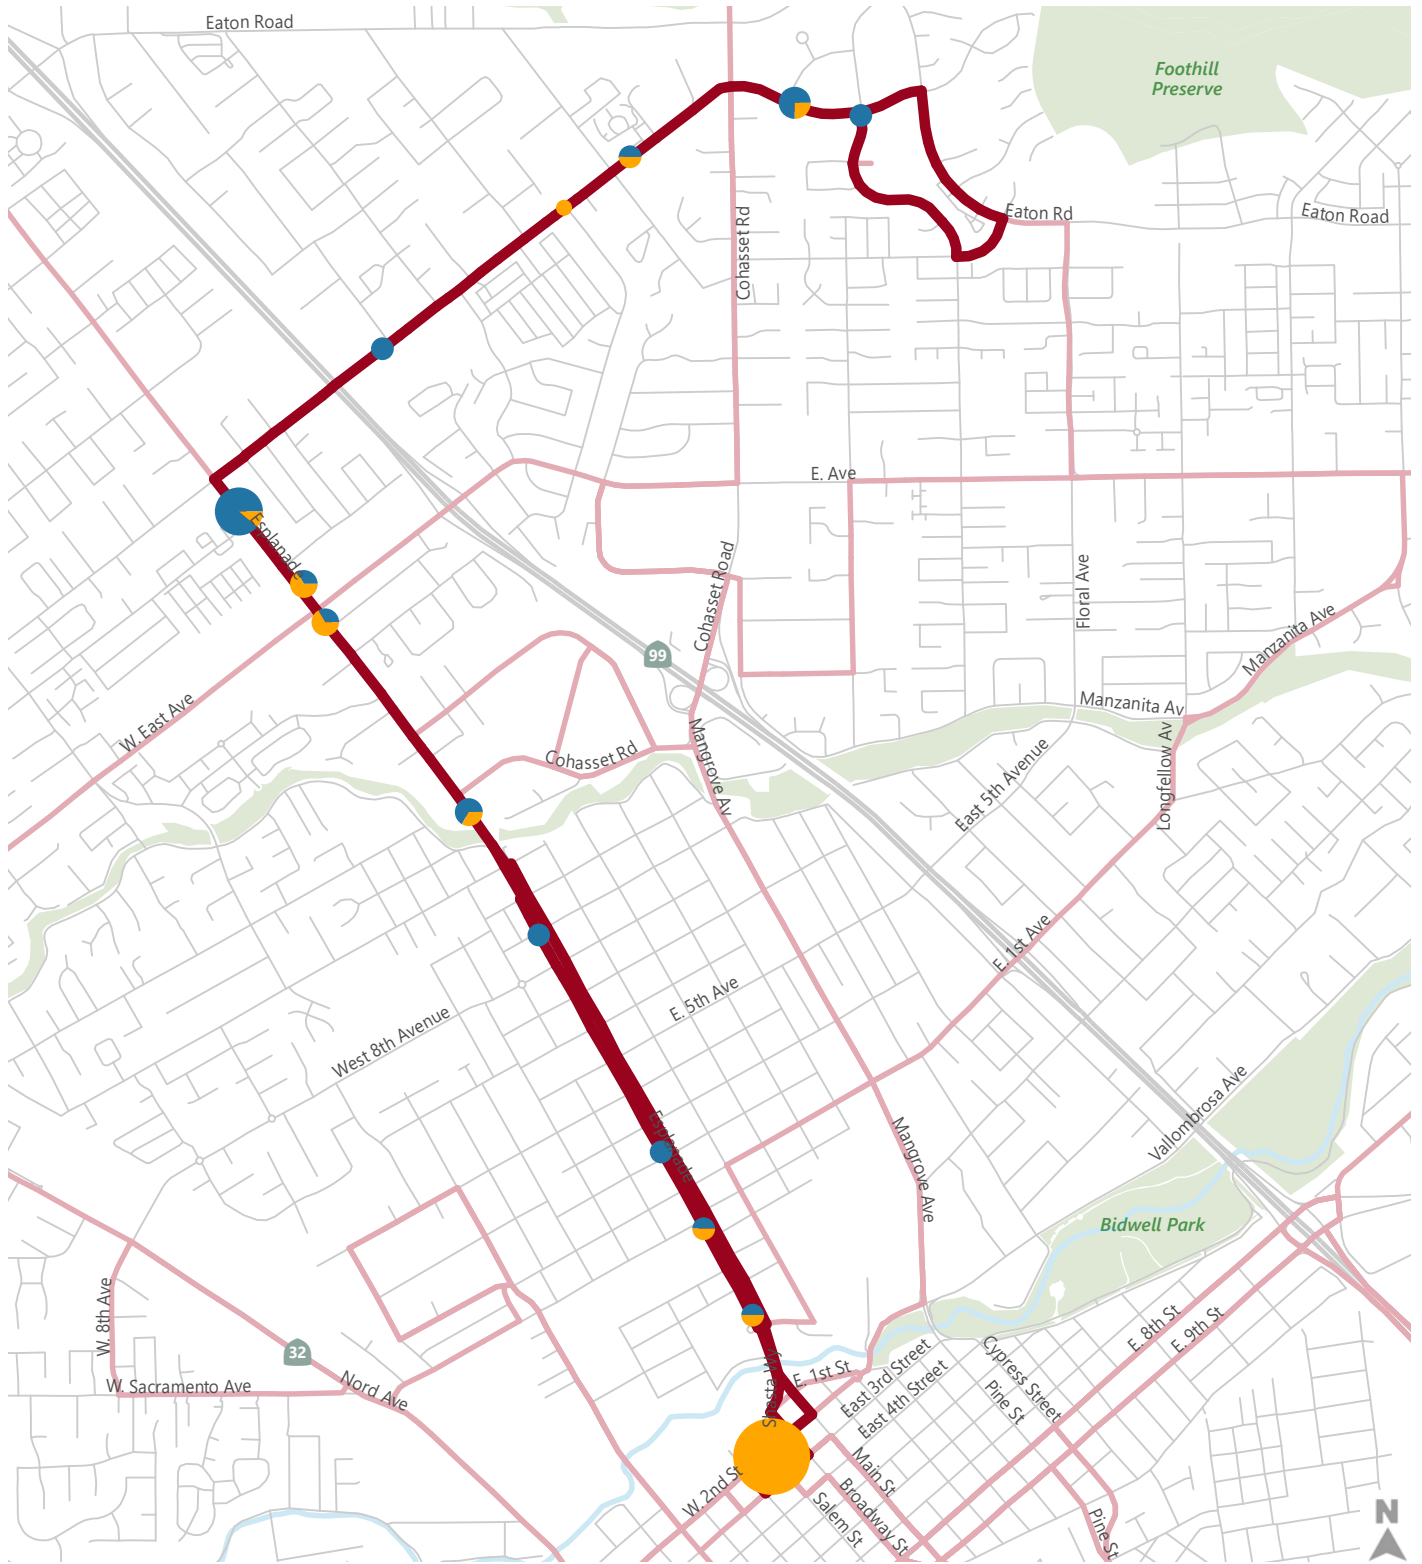 Eaton Road
Foothill
Preserve
Eaton Rd
Eaton Road
Cohasset Rd
E. Ave
Esplanade
Cohasset Road
Floral Ave
Manzanita Ave
99
W. East Ave
Manzanita Av
Cohasset Rd
Mangrove Av
East 5th Avenue
Longfellow Av
E. 1st Ave
E. 5th Ave
West 8th Avenue
Vallombrosa Ave
Esplanade
Mangrove Ave
Bidwell Park
W. 8th Ave
32
E. 8th St
E. 9th St
W. Sacramento Ave
Nord Ave
Shasta Way
E. 1st St
East 3rd Street
East 4th Street
Cypress Street
Pine St
W. 2nd St
Main St
Broadway St
Salem St
Pine St
N